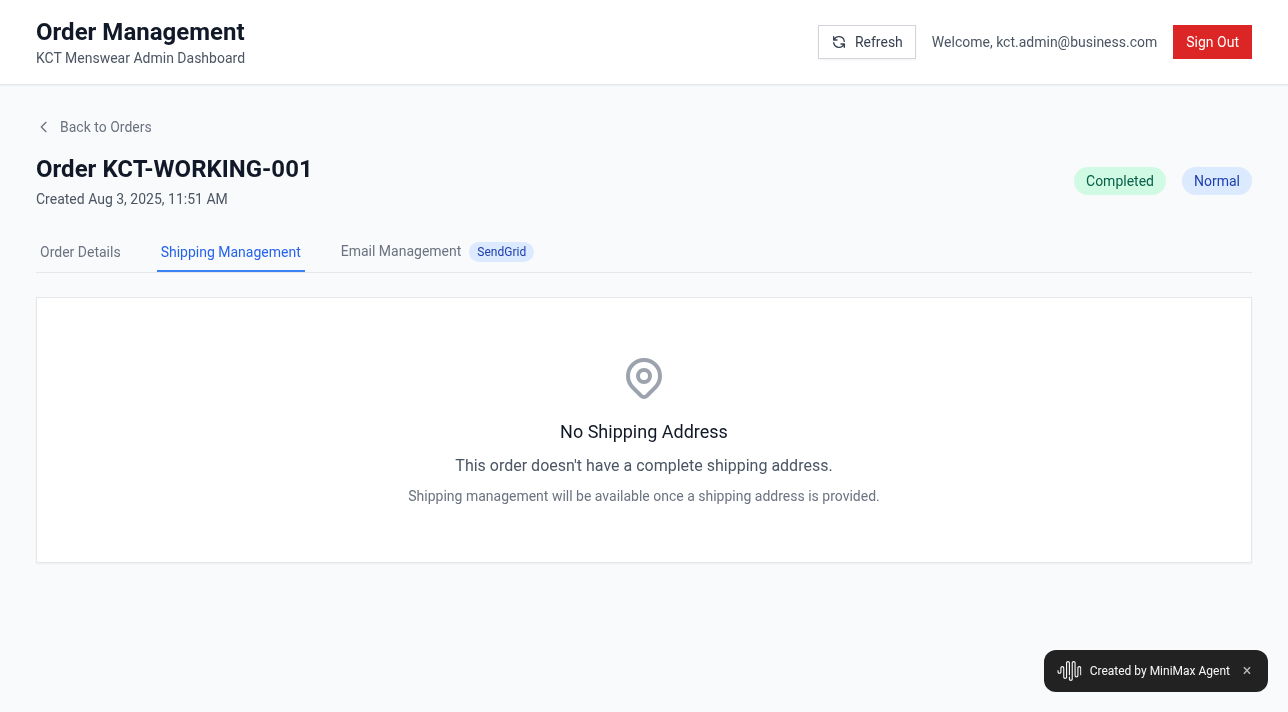 Order Management
KCT Menswear Admin Dashboard
Refresh
Welcome, kct.admin@business.com
Sign Out
Back to Orders
Order KCT-WORKING-001
Created Aug 3, 2025, 11:51 AM
Completed
Normal
Order Details
Shipping Management
Email Management
SendGrid
No Shipping Address
This order doesn't have a complete shipping address.
Shipping management will be available once a shipping address is provided.
Created by MiniMax Agent
×